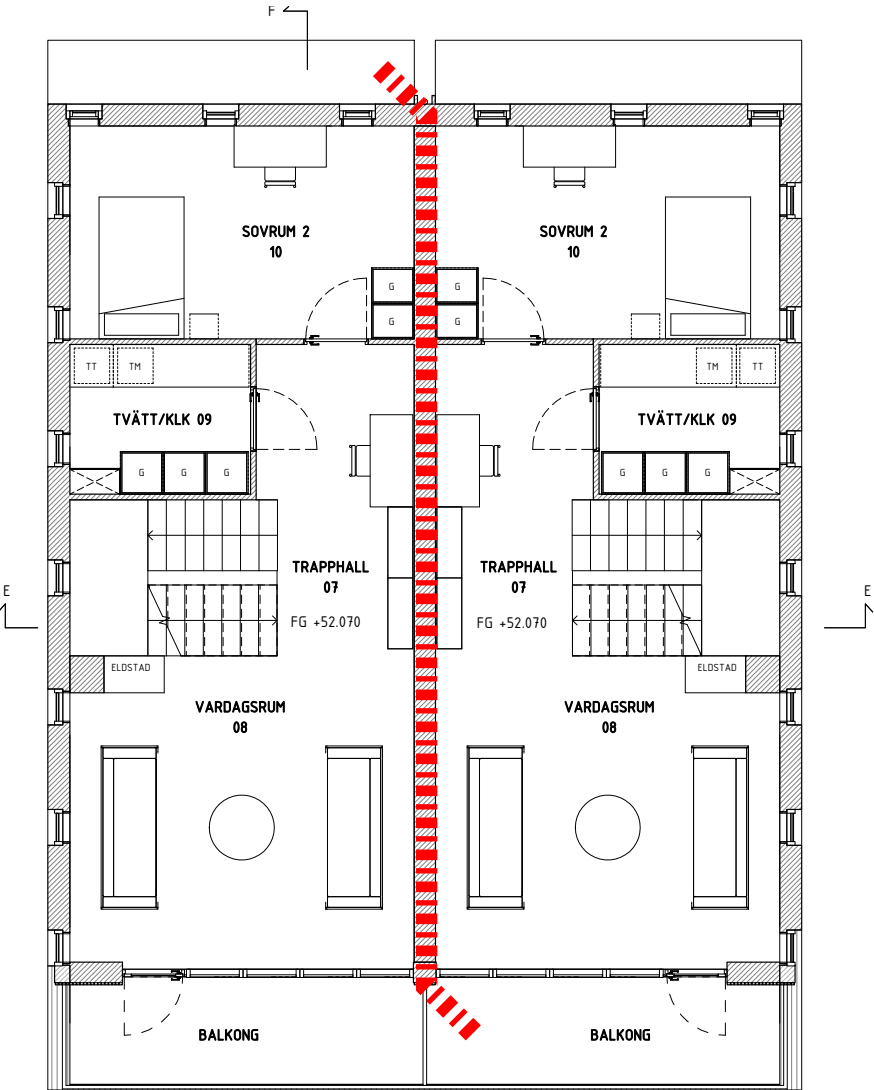 F
SOVRUM 2
10
SOVRUM 2
10
G
G
G
G
TT
TM
TM
TT
TVÄTT/KLK 09
TVÄTT/KLK 09
G
G
G
G
G
G
TRAPPHALL
07
TRAPPHALL
07
E
E
FG +52.070
FG +52.070
ELDSTAD
ELDSTAD
VARDAGSRUM
08
VARDAGSRUM
08
BALKONG
BALKONG